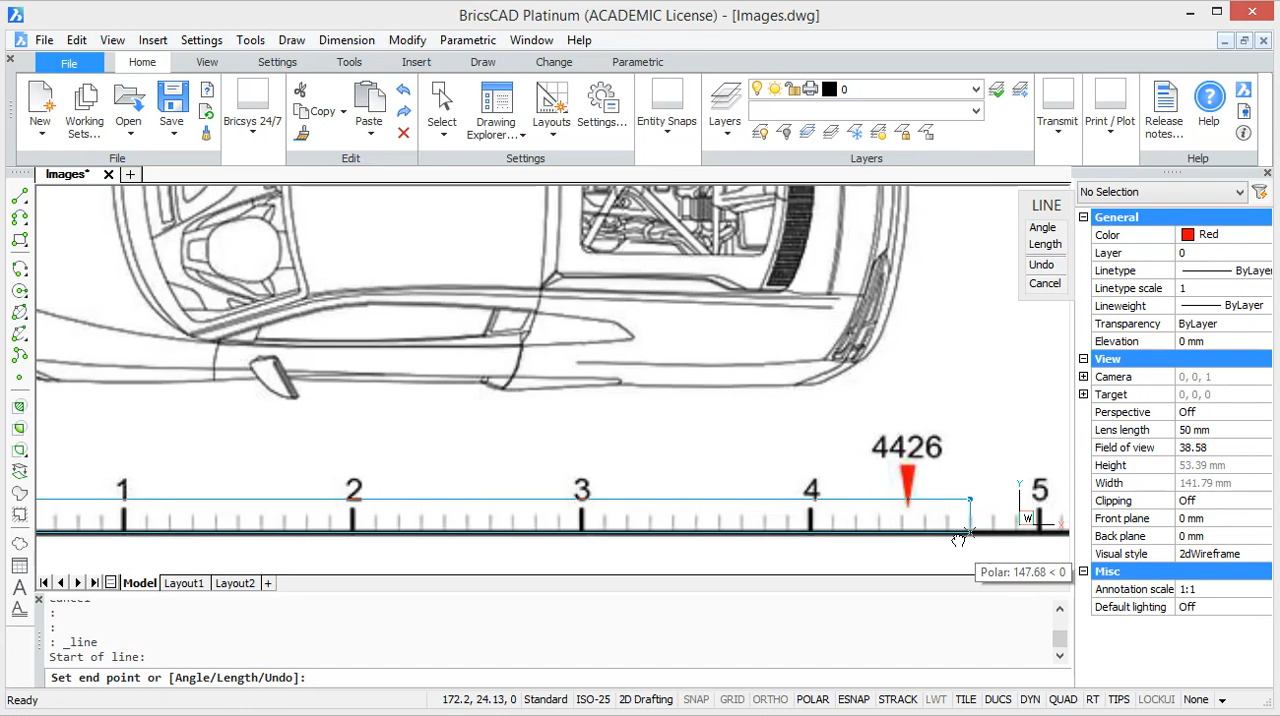 BricsCAD Platinum (ACADEMIC License) - [Images.dwg]
File Edit View Insert Settings Tools Draw Dimension Modify Parametric Window Help
File Home View Settings Tools Insert Draw Change Parametric
New
Working Sets...
Open
Save
File
Bricsys 24/7
Copy
Paste
Edit
Select
Drawing Explorer...
Layouts
Settings...
Settings
Entity Snaps
Layers
0
Layers
Transmit
Print / Plot
Release notes...
Help
Help
Images*
LINE
Angle
Length
Undo
Cancel
4426
1 2 3 4 5
Y
W
X
Polar: 147.68 < 0
No Selection
General
Color Red
Layer 0
Linetype ByLayer
Linetype scale 1
Lineweight ByLayer
Transparency ByLayer
Elevation 0 mm
View
Camera 0, 0, 1
Target 0, 0, 0
Perspective Off
Lens length 50 mm
Field of view 38.58
Height 53.39 mm
Width 141.79 mm
Clipping Off
Front plane 0 mm
Back plane 0 mm
Visual style 2dWireframe
Misc
Annotation scale 1:1
Default lighting Off
Model Layout1 Layout2
:
:
: _line
Start of line:
Set end point or [Angle/Length/Undo]:
Ready 172.2, 24.13, 0 Standard ISO-25 2D Drafting SNAP GRID ORTHO POLAR ESNAP STRACK LWT TILE DUCS DYN QUAD RT TIPS LOCKUI None